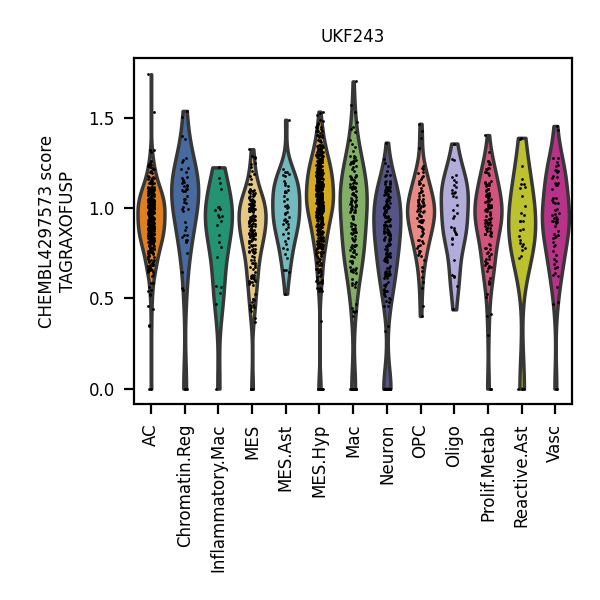 UKF243
CHEMBL4297573 score
TAGRAXOFUSP
1.5
1.0
0.5
0.0
AC
Chromatin.Reg
Inflammatory.Mac
MES
MES.Ast
MES.Hyp
Mac
Neuron
OPC
Oligo
Prolif.Metab
Reactive.Ast
Vasc